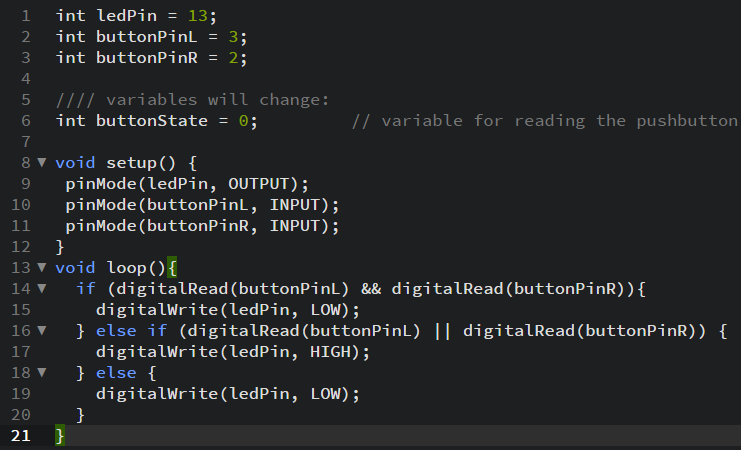 1 int ledPin = 13;
2 int buttonPinL = 3;
3 int buttonPinR = 2;
4
5 //// variables will change:
6 int buttonState = 0;         // variable for reading the pushbutton
7
8 ▼ void setup() {
9  pinMode(ledPin, OUTPUT);
10  pinMode(buttonPinL, INPUT);
11  pinMode(buttonPinR, INPUT);
12 }
13 ▼ void loop(){
14 ▼   if (digitalRead(buttonPinL) && digitalRead(buttonPinR)){
15     digitalWrite(ledPin, LOW);
16 ▼   } else if (digitalRead(buttonPinL) || digitalRead(buttonPinR)) {
17     digitalWrite(ledPin, HIGH);
18 ▼   } else {
19     digitalWrite(ledPin, LOW);
20   }
21 }